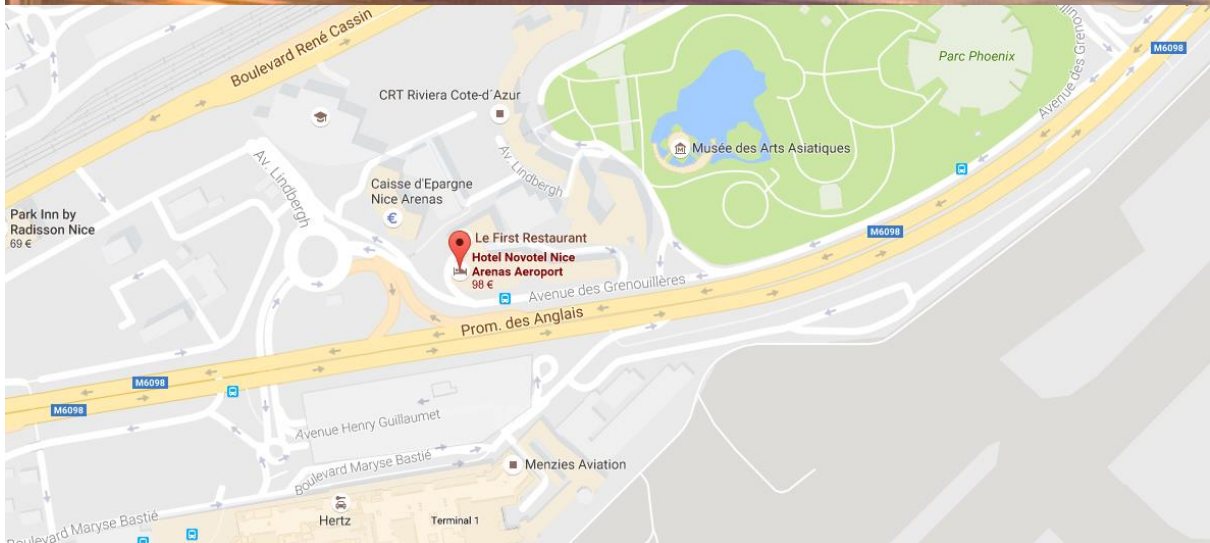 Boulevard René Cassin
Parc Phoenix
M6098
Avenue des Grenou
llinol
CRT Riviera Cote-d´Azur
Musée des Arts Asiatiques
Av. Lindbergh
Av. Lindbergh
Caisse d'Epargne
Nice Arenas
€
Park Inn by
Radisson Nice
69 €
Le First Restaurant
Hotel Novotel Nice
Arenas Aeroport
98 €
M6098
Avenue des Grenouillères
Prom. des Anglais
M6098
M6098
Avenue Henry Guillaumet
Boulevard Maryse Bastié
Menzies Aviation
Hertz
Terminal 1
Boulevard Maryse Bastié